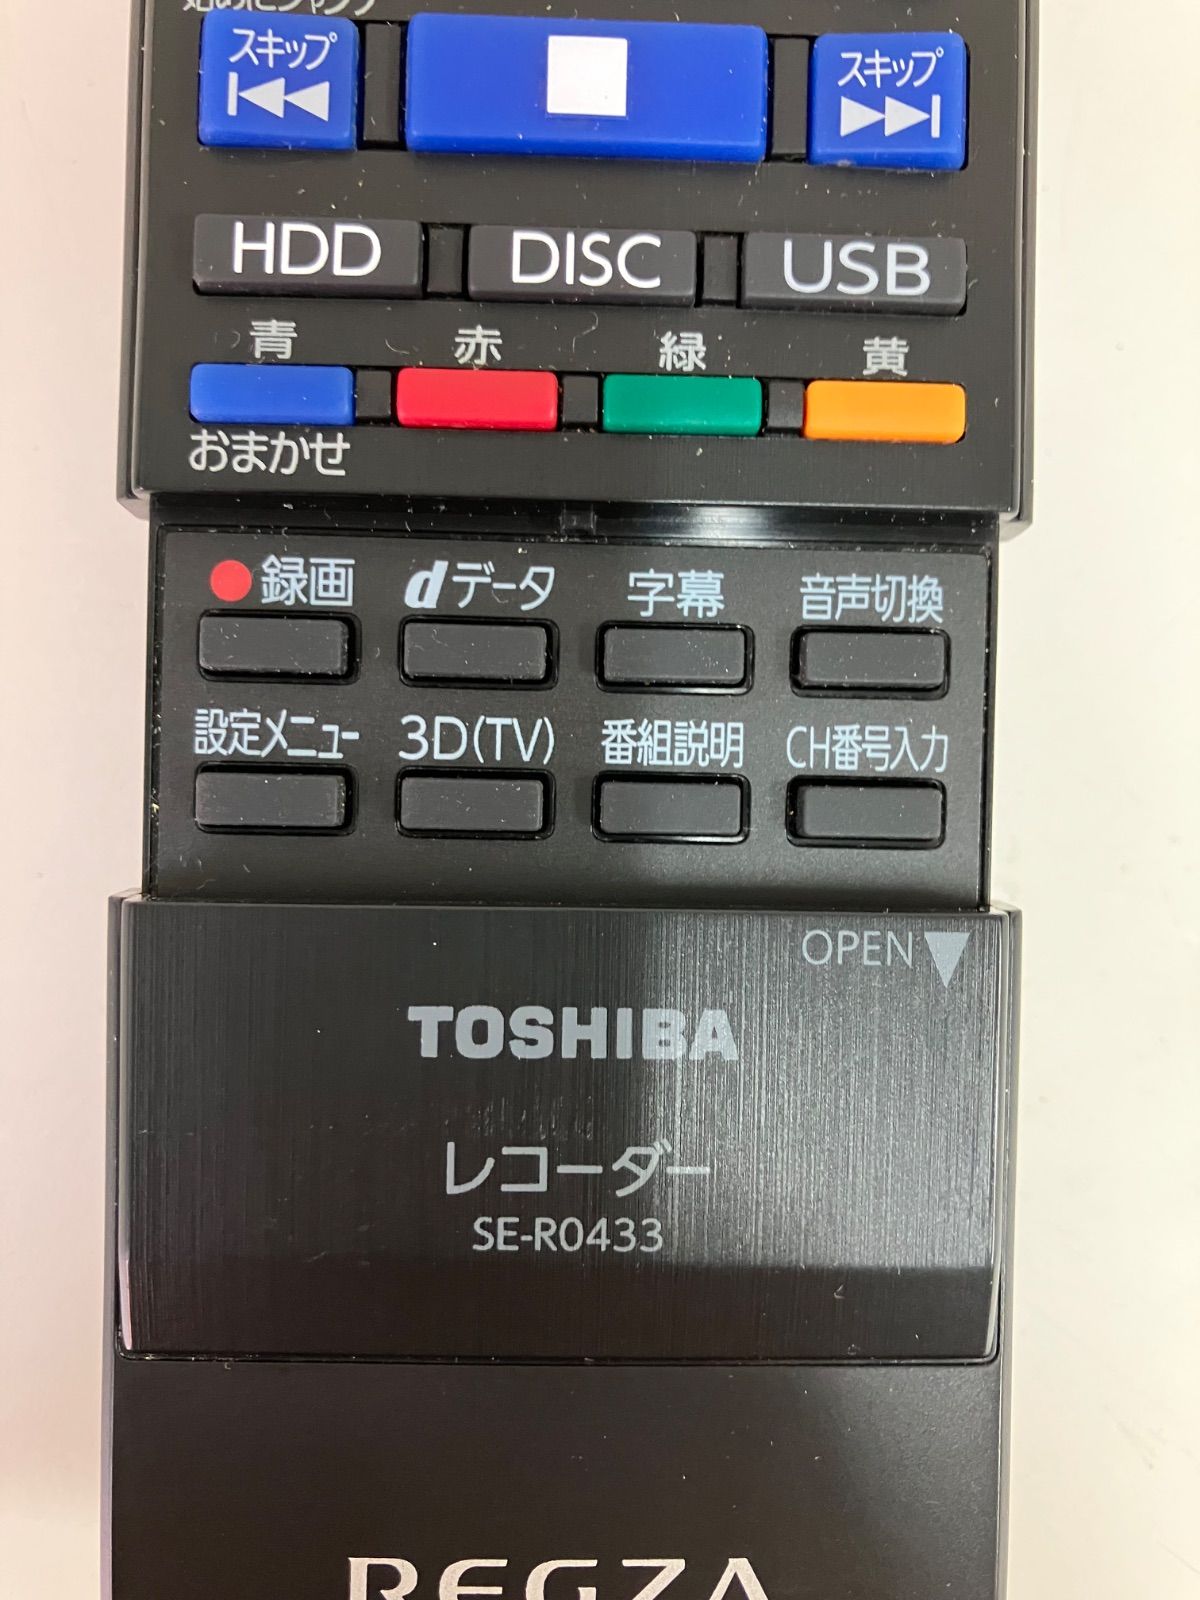 スキップ スキップ
HDD DISC USB
青 赤 緑 黄
おまかせ
録画 dデータ 字幕 音声切換
設定メニュー 3D(TV) 番組説明 CH番号入力
OPEN
TOSHIBA
レコーダー
SE-R0433
REGZA